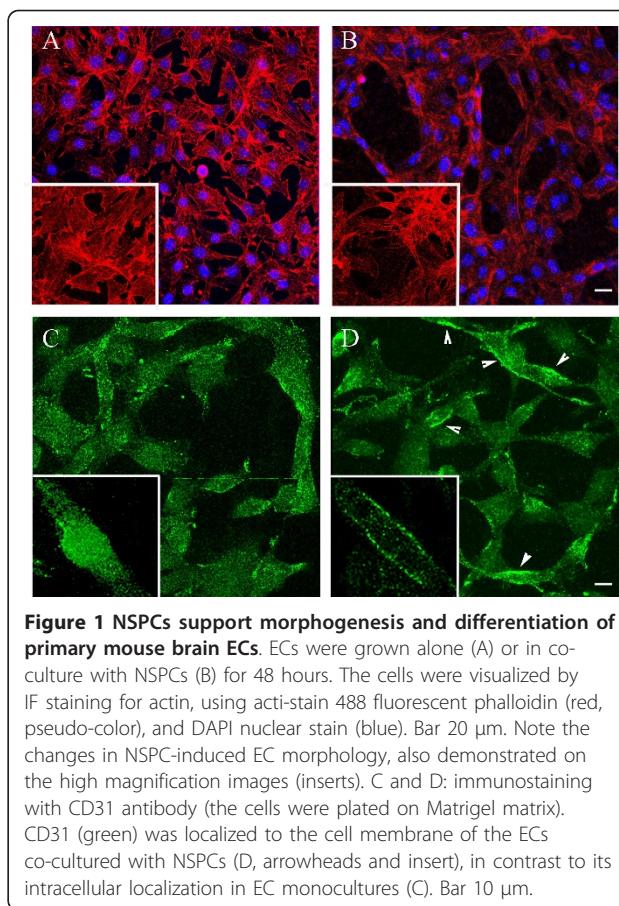 A
B
C
D
Figure 1 NSPCs support morphogenesis and differentiation of
primary mouse brain ECs. ECs were grown alone (A) or in co-
culture with NSPCs (B) for 48 hours. The cells were visualized by
IF staining for actin, using acti-stain 488 fluorescent phalloidin (red,
pseudo-color), and DAPI nuclear stain (blue). Bar 20 μm. Note the
changes in NSPC-induced EC morphology, also demonstrated on
the high magnification images (inserts). C and D: immunostaining
with CD31 antibody (the cells were plated on Matrigel matrix).
CD31 (green) was localized to the cell membrane of the ECs
co-cultured with NSPCs (D, arrowheads and insert), in contrast to its
intracellular localization in EC monocultures (C). Bar 10 μm.